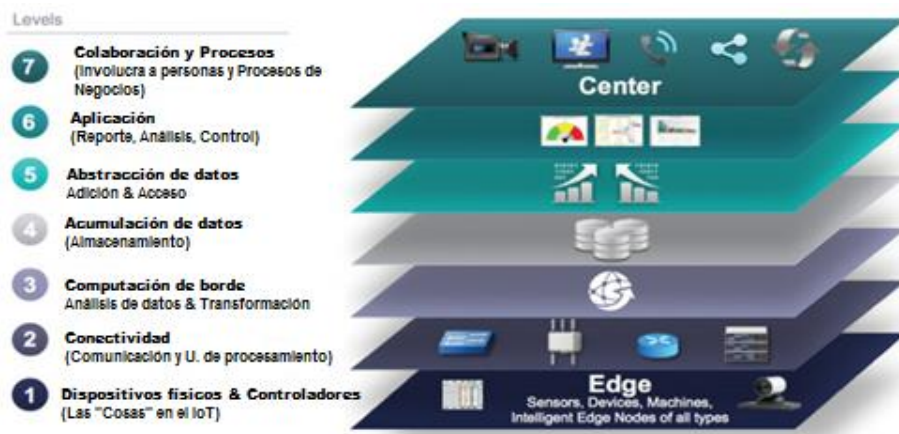 Levels
7
Colaboración y Procesos
(Involucra a personas y Procesos de
Negocios)
6
Aplicación
(Reporte, Análisis, Control)
5
Abstracción de datos
Adición & Acceso
4
Acumulación de datos
(Almacenamiento)
3
Computación de borde
Análisis de datos & Transformación
2
Conectividad
(Comunicación y U. de procesamiento)
1
Dispositivos físicos & Controladores
(Las "Cosas" en el IoT)
Center
Edge
Sensors, Devices, Machines,
Intelligent Edge Nodes of all types